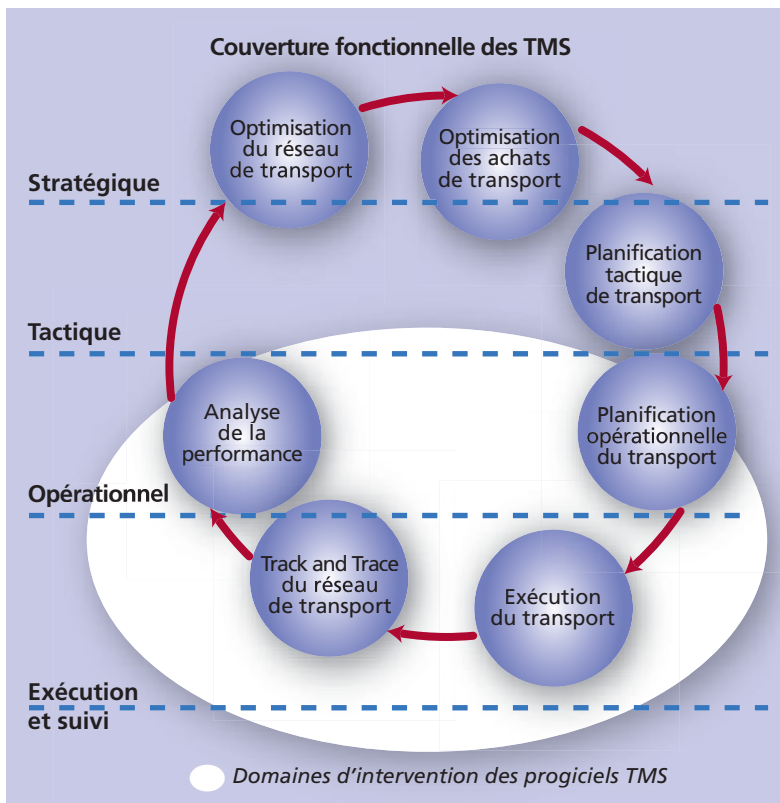 Couverture fonctionnelle des TMS
Optimisation
du réseau
de transport
Optimisation
des achats
de transport
Stratégique
Planification
tactique
de transport
Tactique
Analyse
de la
performance
Planification
opérationnelle
du transport
Opérationnel
Track and Trace
du réseau
de transport
Exécution
du transport
Exécution
et suivi
Domaines d'intervention des progiciels TMS